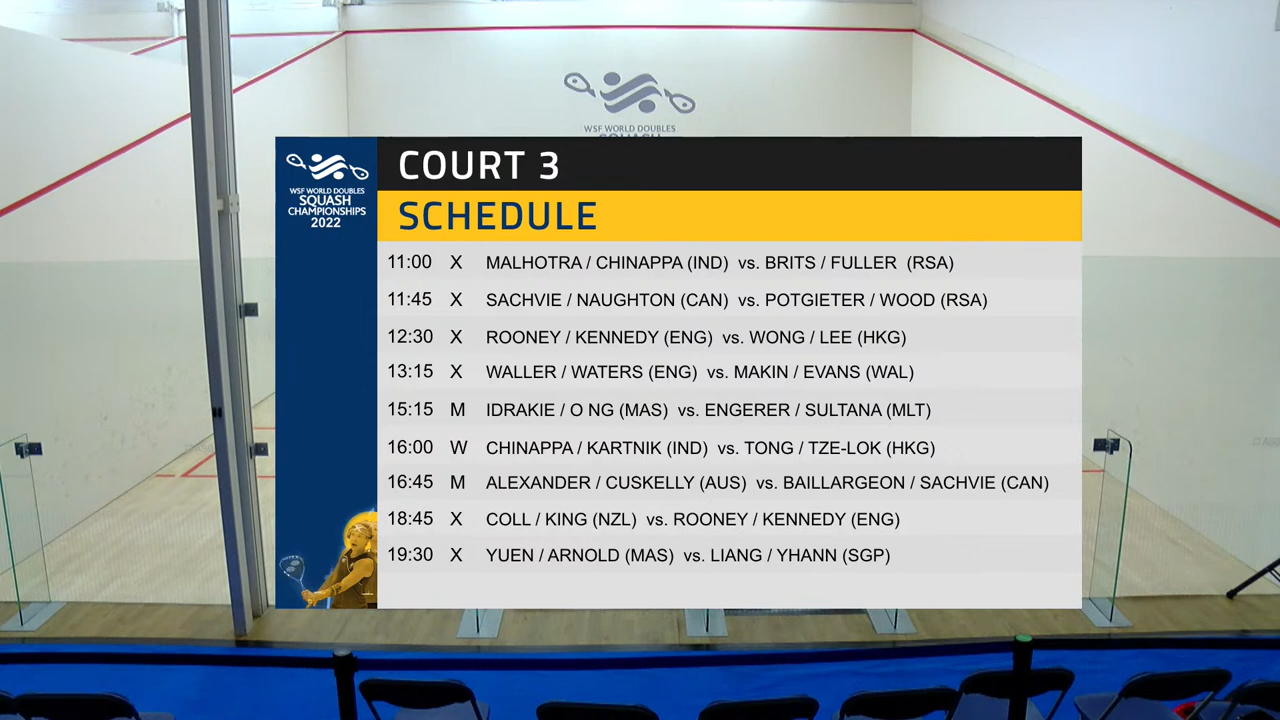 WSF WORLD DOUBLES
SQUASH
WSF WORLD DOUBLES
SQUASH
CHAMPIONSHIPS
2022
COURT 3
SCHEDULE
11:00 X MALHOTRA / CHINAPPA (IND) vs. BRITS / FULLER (RSA)
11:45 X SACHVIE / NAUGHTON (CAN) vs. POTGIETER / WOOD (RSA)
12:30 X ROONEY / KENNEDY (ENG) vs. WONG / LEE (HKG)
13:15 X WALLER / WATERS (ENG) vs. MAKIN / EVANS (WAL)
15:15 M IDRAKIE / O NG (MAS) vs. ENGERER / SULTANA (MLT)
16:00 W CHINAPPA / KARTNIK (IND) vs. TONG / TZE-LOK (HKG)
16:45 M ALEXANDER / CUSKELLY (AUS) vs. BAILLARGEON / SACHVIE (CAN)
18:45 X COLL / KING (NZL) vs. ROONEY / KENNEDY (ENG)
19:30 X YUEN / ARNOLD (MAS) vs. LIANG / YHANN (SGP)